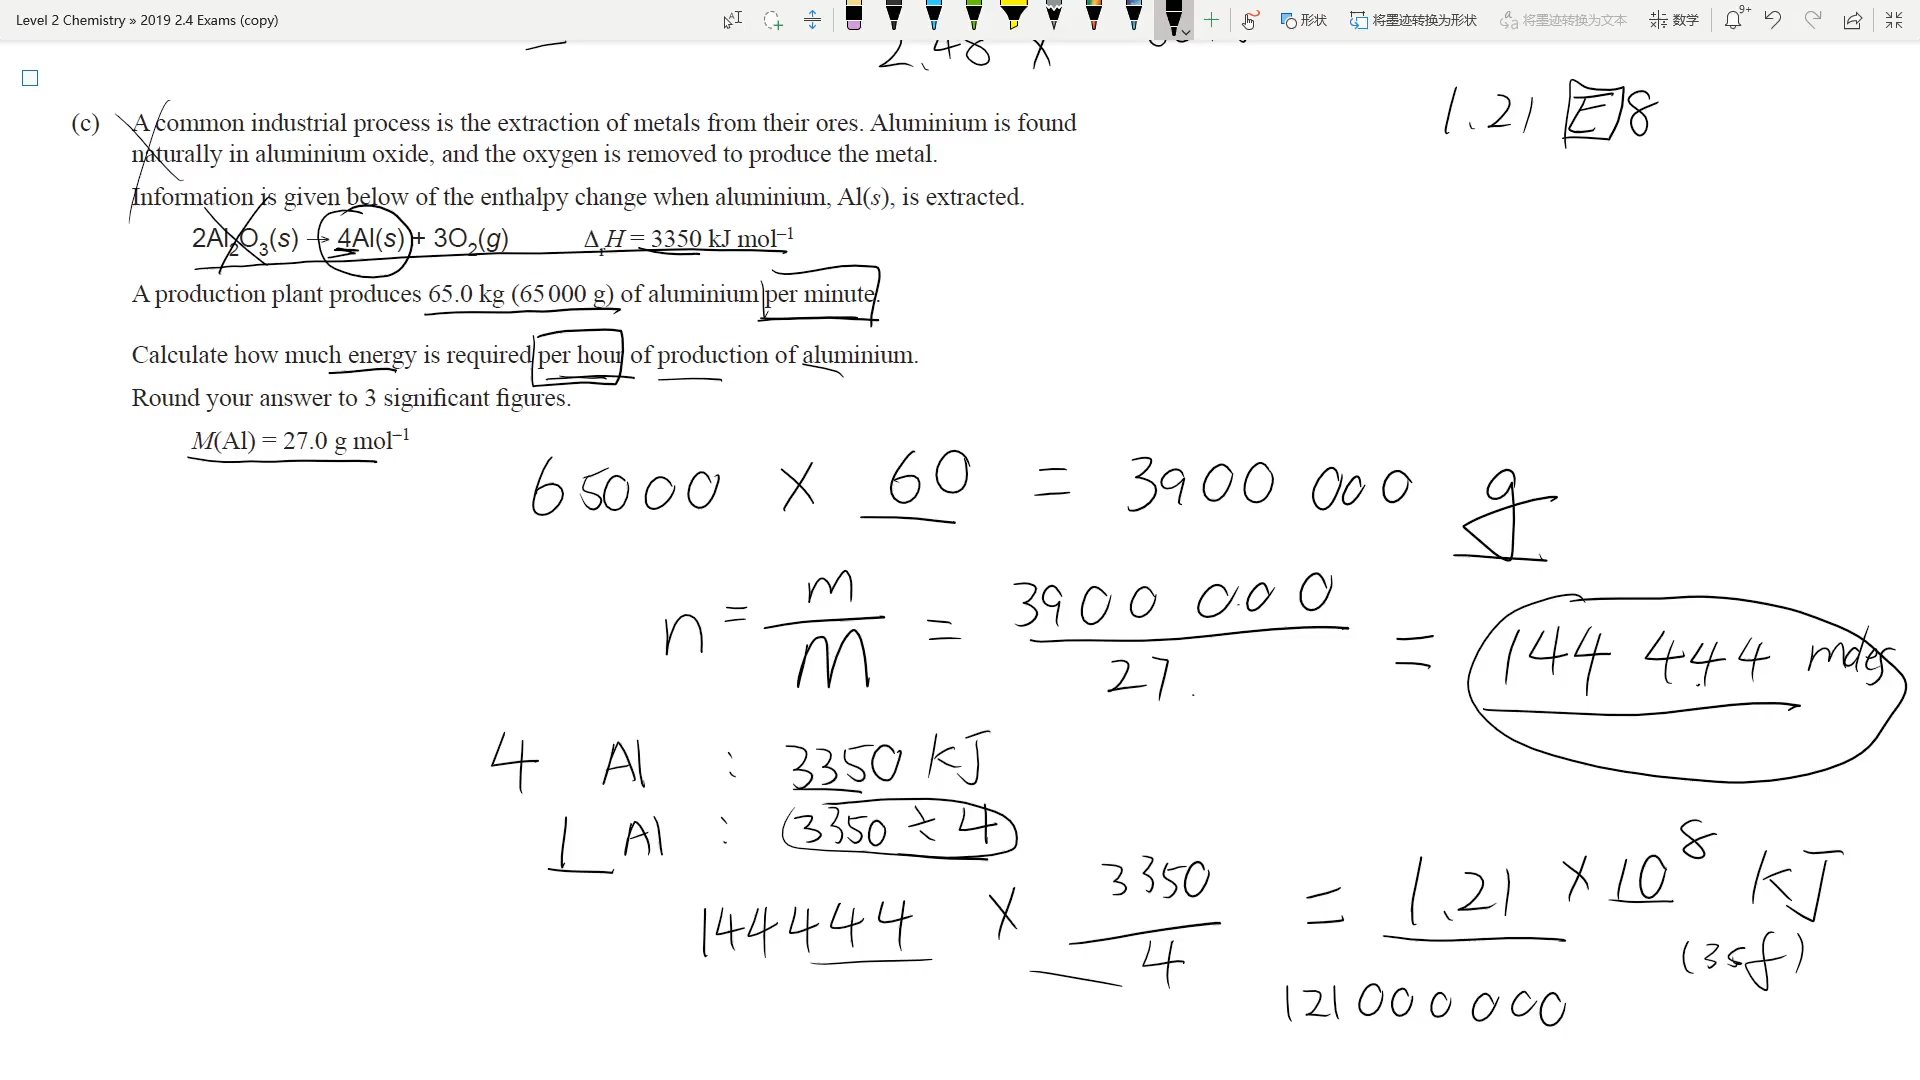 Level 2 Chemistry » 2019 2.4 Exams (copy)
形状
将墨迹转换为形状
将墨迹转换为文本
数学
9+
2.48 X
1.21 E 8
(c) A common industrial process is the extraction of metals from their ores. Aluminium is found
naturally in aluminium oxide, and the oxygen is removed to produce the metal.
Information is given below of the enthalpy change when aluminium, Al(s), is extracted.
2Al₂O₃(s) → 4Al(s) + 3O₂(g) ΔᵣH = 3350 kJ mol⁻¹
A production plant produces 65.0 kg (65 000 g) of aluminium per minute.
Calculate how much energy is required per hour of production of aluminium.
Round your answer to 3 significant figures.
M(Al) = 27.0 g mol⁻¹
65000 × 60 = 3900 000 g
n = m/M = 3900 000/27 = 144 444 moles
4 Al : 3350 kJ
1 Al : (3350 ÷ 4)
144444 × 3350/4 = 1.21 × 10⁸ kJ
(3sf)
121000000